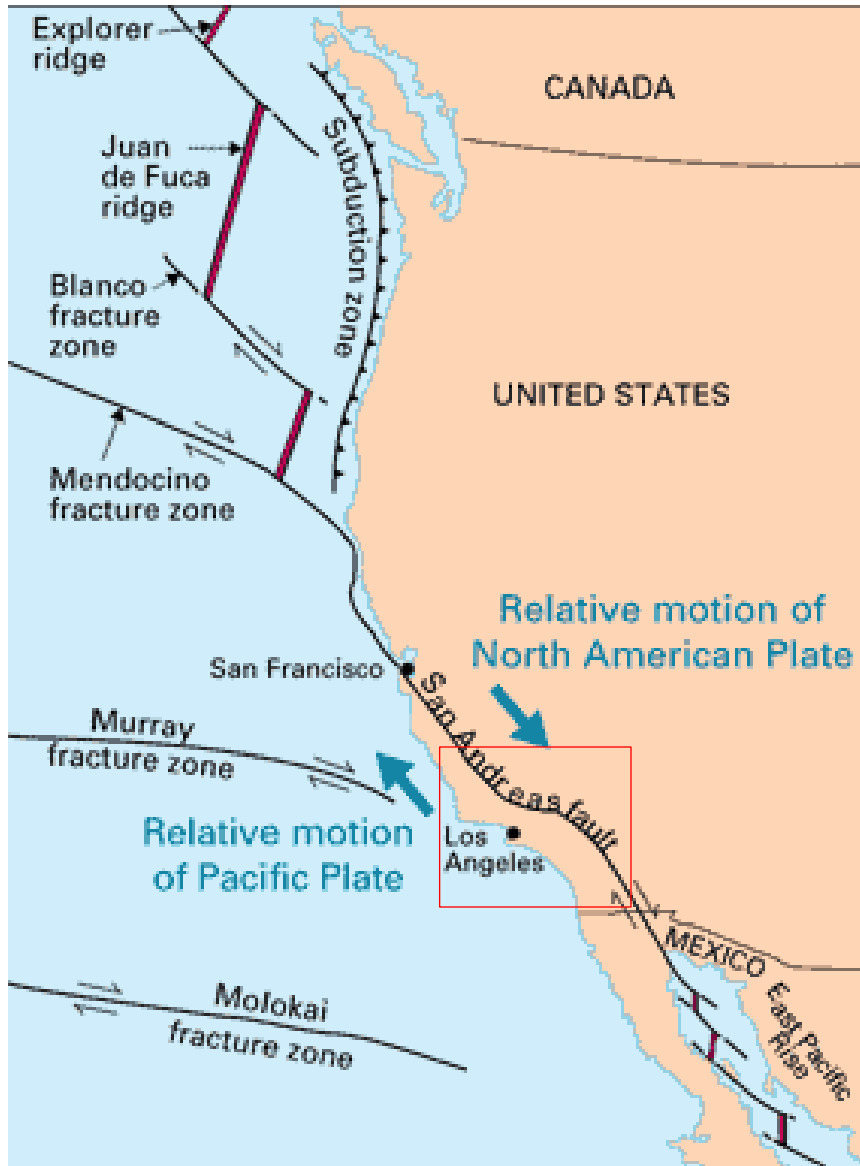 Explorer
ridge
CANADA
Subduction zone
Juan
de Fuca
ridge
Blanco
fracture
zone
UNITED STATES
Mendocino
fracture zone
Relative motion of
North American Plate
San Francisco
San Andreas fault
Murray
fracture zone
Relative motion
of Pacific Plate
Los
Angeles
MEXICO
East Pacific
Rise
Molokai
fracture zone